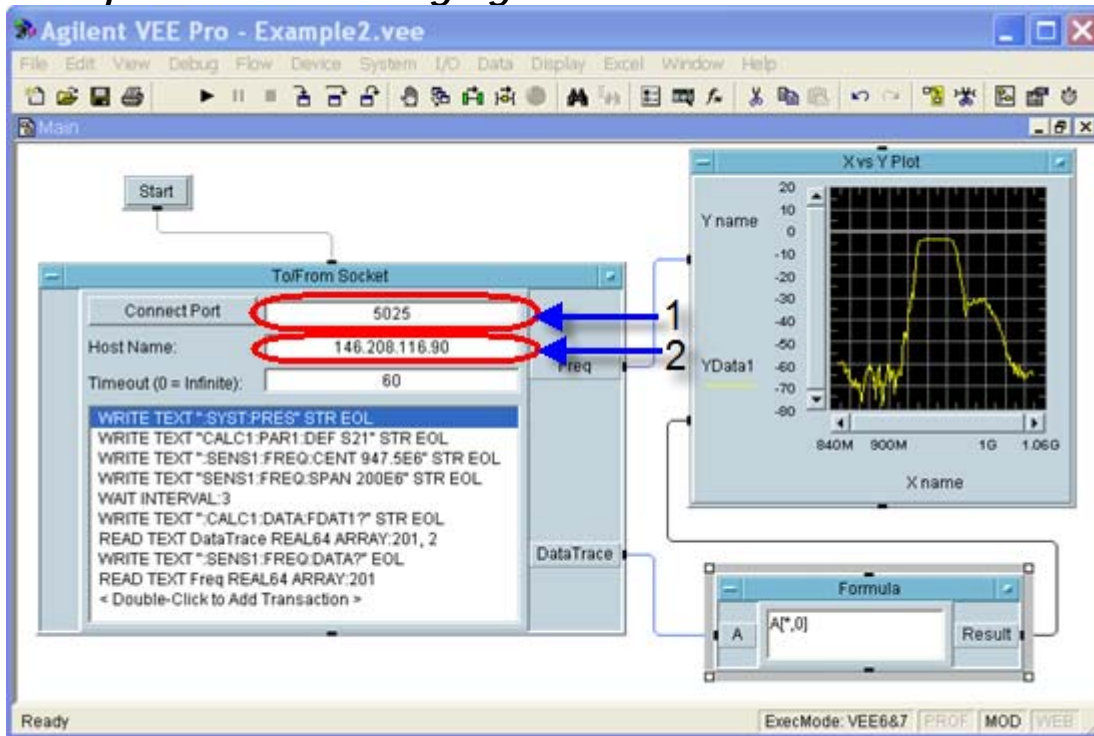 Agilent VEE Pro - Example2.vee
File Edit View Debug Flow Device System I/O Data Display Excel Window Help
Main
Start
To/From Socket
Connect Port 5025
Host Name: 146.208.116.90
Timeout (0 = Infinite): 60
WRITE TEXT ":SYST:PRES" STR EOL
WRITE TEXT "CALC1:PAR1:DEF S21" STR EOL
WRITE TEXT ":SENS1:FREQ:CENT 947.5E6" STR EOL
WRITE TEXT "SENS1:FREQ:SPAN 200E6" STR EOL
WAIT INTERVAL:3
WRITE TEXT ":CALC1:DATA:FDAT1?" STR EOL
READ TEXT DataTrace REAL64 ARRAY:201, 2
WRITE TEXT ":SENS1:FREQ:DATA?" EOL
READ TEXT Freq REAL64 ARRAY:201
< Double-Click to Add Transaction >
Freq
DataTrace
1
2
X vs Y Plot
Y name
YData1
20
10
0
-10
-20
-30
-40
-50
-60
-70
-80
840M 900M 1G 1.06G
X name
Formula
A A[*,0] Result
Ready ExecMode: VEE6&7 PROF MOD WEB